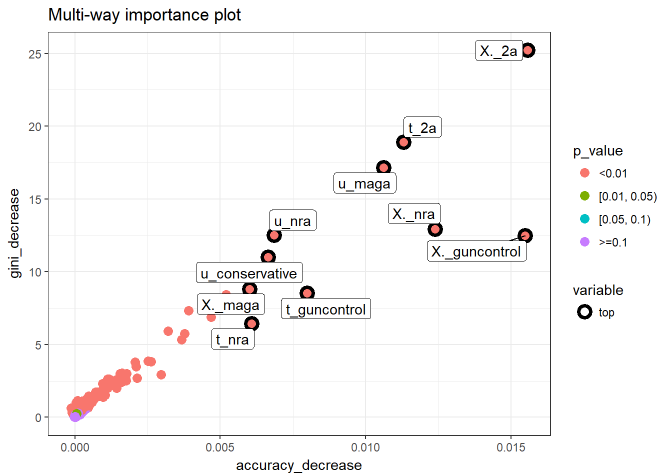 Multi-way importance plot
X._2a
t_2a
u_maga
X._nra
u_nra
X._guncontrol
u_conservative
X._maga
t_guncontrol
t_nra
25
20
15
10
5
0
gini_decrease
0.000
0.005
0.010
0.015
accuracy_decrease
p_value
<0.01
[0.01, 0.05)
[0.05, 0.1)
>=0.1
variable
top